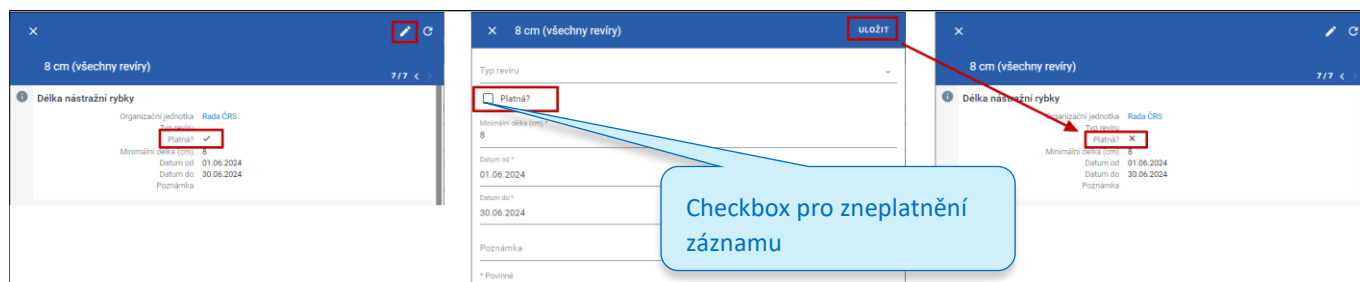 8 cm (všechny revíry)
7/7
Délka nástražní rybky
Organizační jednotka Rada ČRS
Typ revíru
Platná?
Minimální délka (cm) 8
Datum od 01.06.2024
Datum do 30.06.2024
Poznámka
8 cm (všechny revíry) ULOŽIT
Typ revíru
Platná?
Minimální délka (cm) *
8
Datum od *
01.06.2024
Datum do *
30.06.2024
Poznámka
* Povinné
Checkbox pro zneplatnění
záznamu
8 cm (všechny revíry)
7/7
Délka nástražní rybky
Organizační jednotka Rada ČRS
Typ revíru
Platná?
Minimální délka (cm) 8
Datum od 01.06.2024
Datum do 30.06.2024
Poznámka